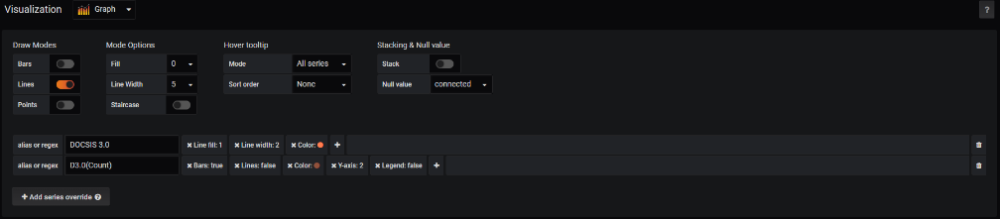 Visualization Graph ?
Draw Modes Mode Options Hover tooltip Stacking & Null value
Bars Fill 0 Mode All series Stack
Lines Line Width 5 Sort order None Null value connected
Points Staircase
alias or regex DOCSIS 3.0 × Line fill: 1 × Line width: 2 × Color: +
alias or regex D3.0(Count) × Bars: true × Lines: false × Color: × Y-axis: 2 × Legend: false +
+ Add series override ?